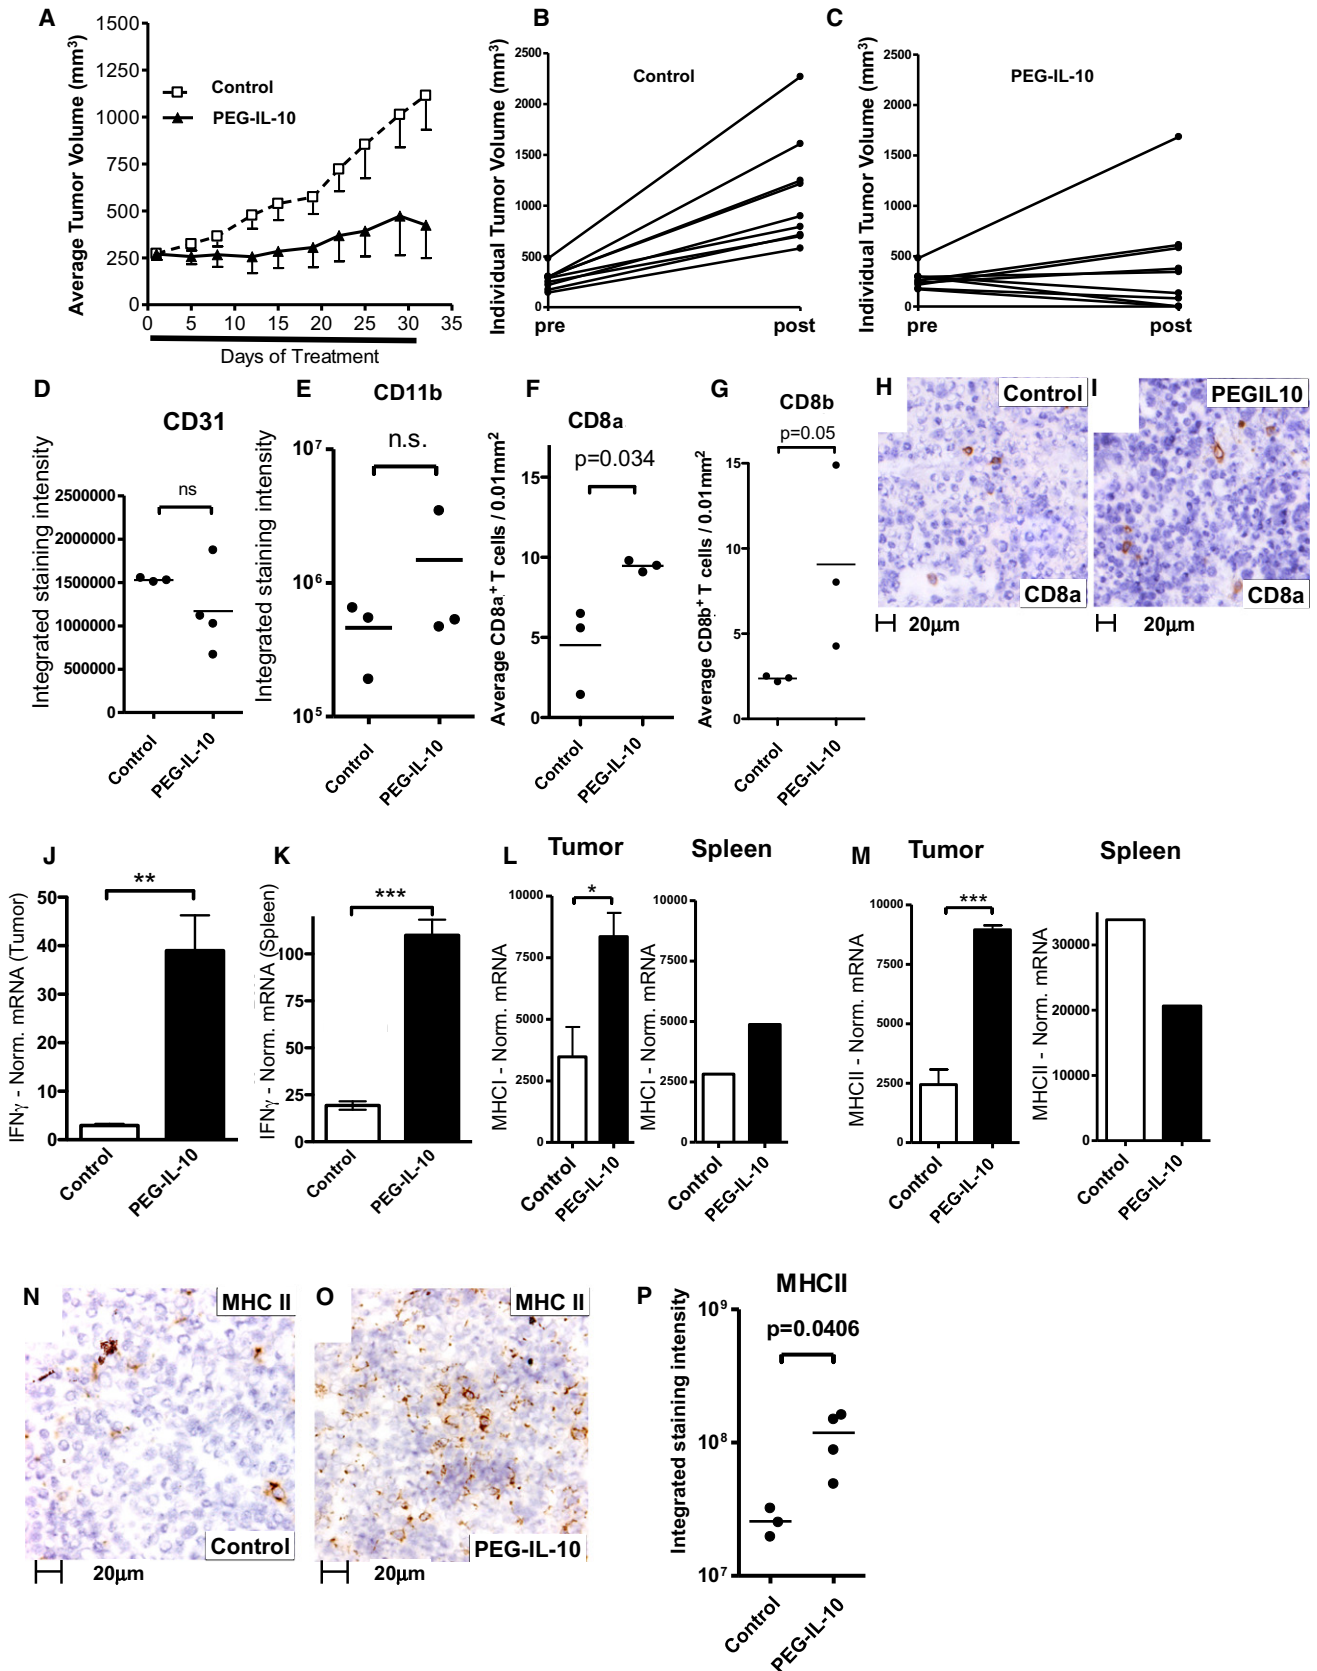 A
Average Tumor Volume (mm³)
1500
1250
1000
750
500
250
0
Control
PEG-IL-10
0 5 10 15 20 25 30 35
Days of Treatment
B
Individual Tumor Volume (mm³)
2500
2000
1500
1000
500
0
Control
pre post
C
Individual Tumor Volume (mm³)
2500
2000
1500
1000
500
0
PEG-IL-10
pre post
D
CD31
Integrated staining intensity
ns
2500000
2000000
1500000
1000000
500000
0
Control
PEG-IL-10
E
CD11b
Integrated staining intensity
n.s.
10⁷
10⁶
10⁵
Control
PEG-IL-10
F
CD8a
p=0.034
Average CD8a⁺ T cells / 0.01mm²
15
10
5
0
Control
PEG-IL-10
G
CD8b
p=0.05
Average CD8b⁺ T cells / 0.01mm²
15
10
5
0
Control
PEG-IL-10
H
Control
CD8a
20µm
I
PEGIL10
CD8a
20µm
J
IFNγ - Norm. mRNA (Tumor)
**
50
40
30
20
10
0
Control
PEG-IL-10
K
IFNγ - Norm. mRNA (Spleen)
***
100
75
50
25
0
Control
PEG-IL-10
L
Tumor
MHCI - Norm. mRNA
*
10000
7500
5000
2500
0
Control
PEG-IL-10
Spleen
MHCI - Norm. mRNA
10000
7500
5000
2500
0
Control
PEG-IL-10
M
Tumor
MHCII - Norm. mRNA
***
10000
7500
5000
2500
0
Control
PEG-IL-10
Spleen
MHCII - Norm. mRNA
30000
20000
10000
0
Control
PEG-IL-10
N
MHC II
Control
20µm
O
MHC II
PEG-IL-10
20µm
P
MHCII
p=0.0406
Integrated staining intensity
10⁹
10⁸
10⁷
Control
PEG-IL-10